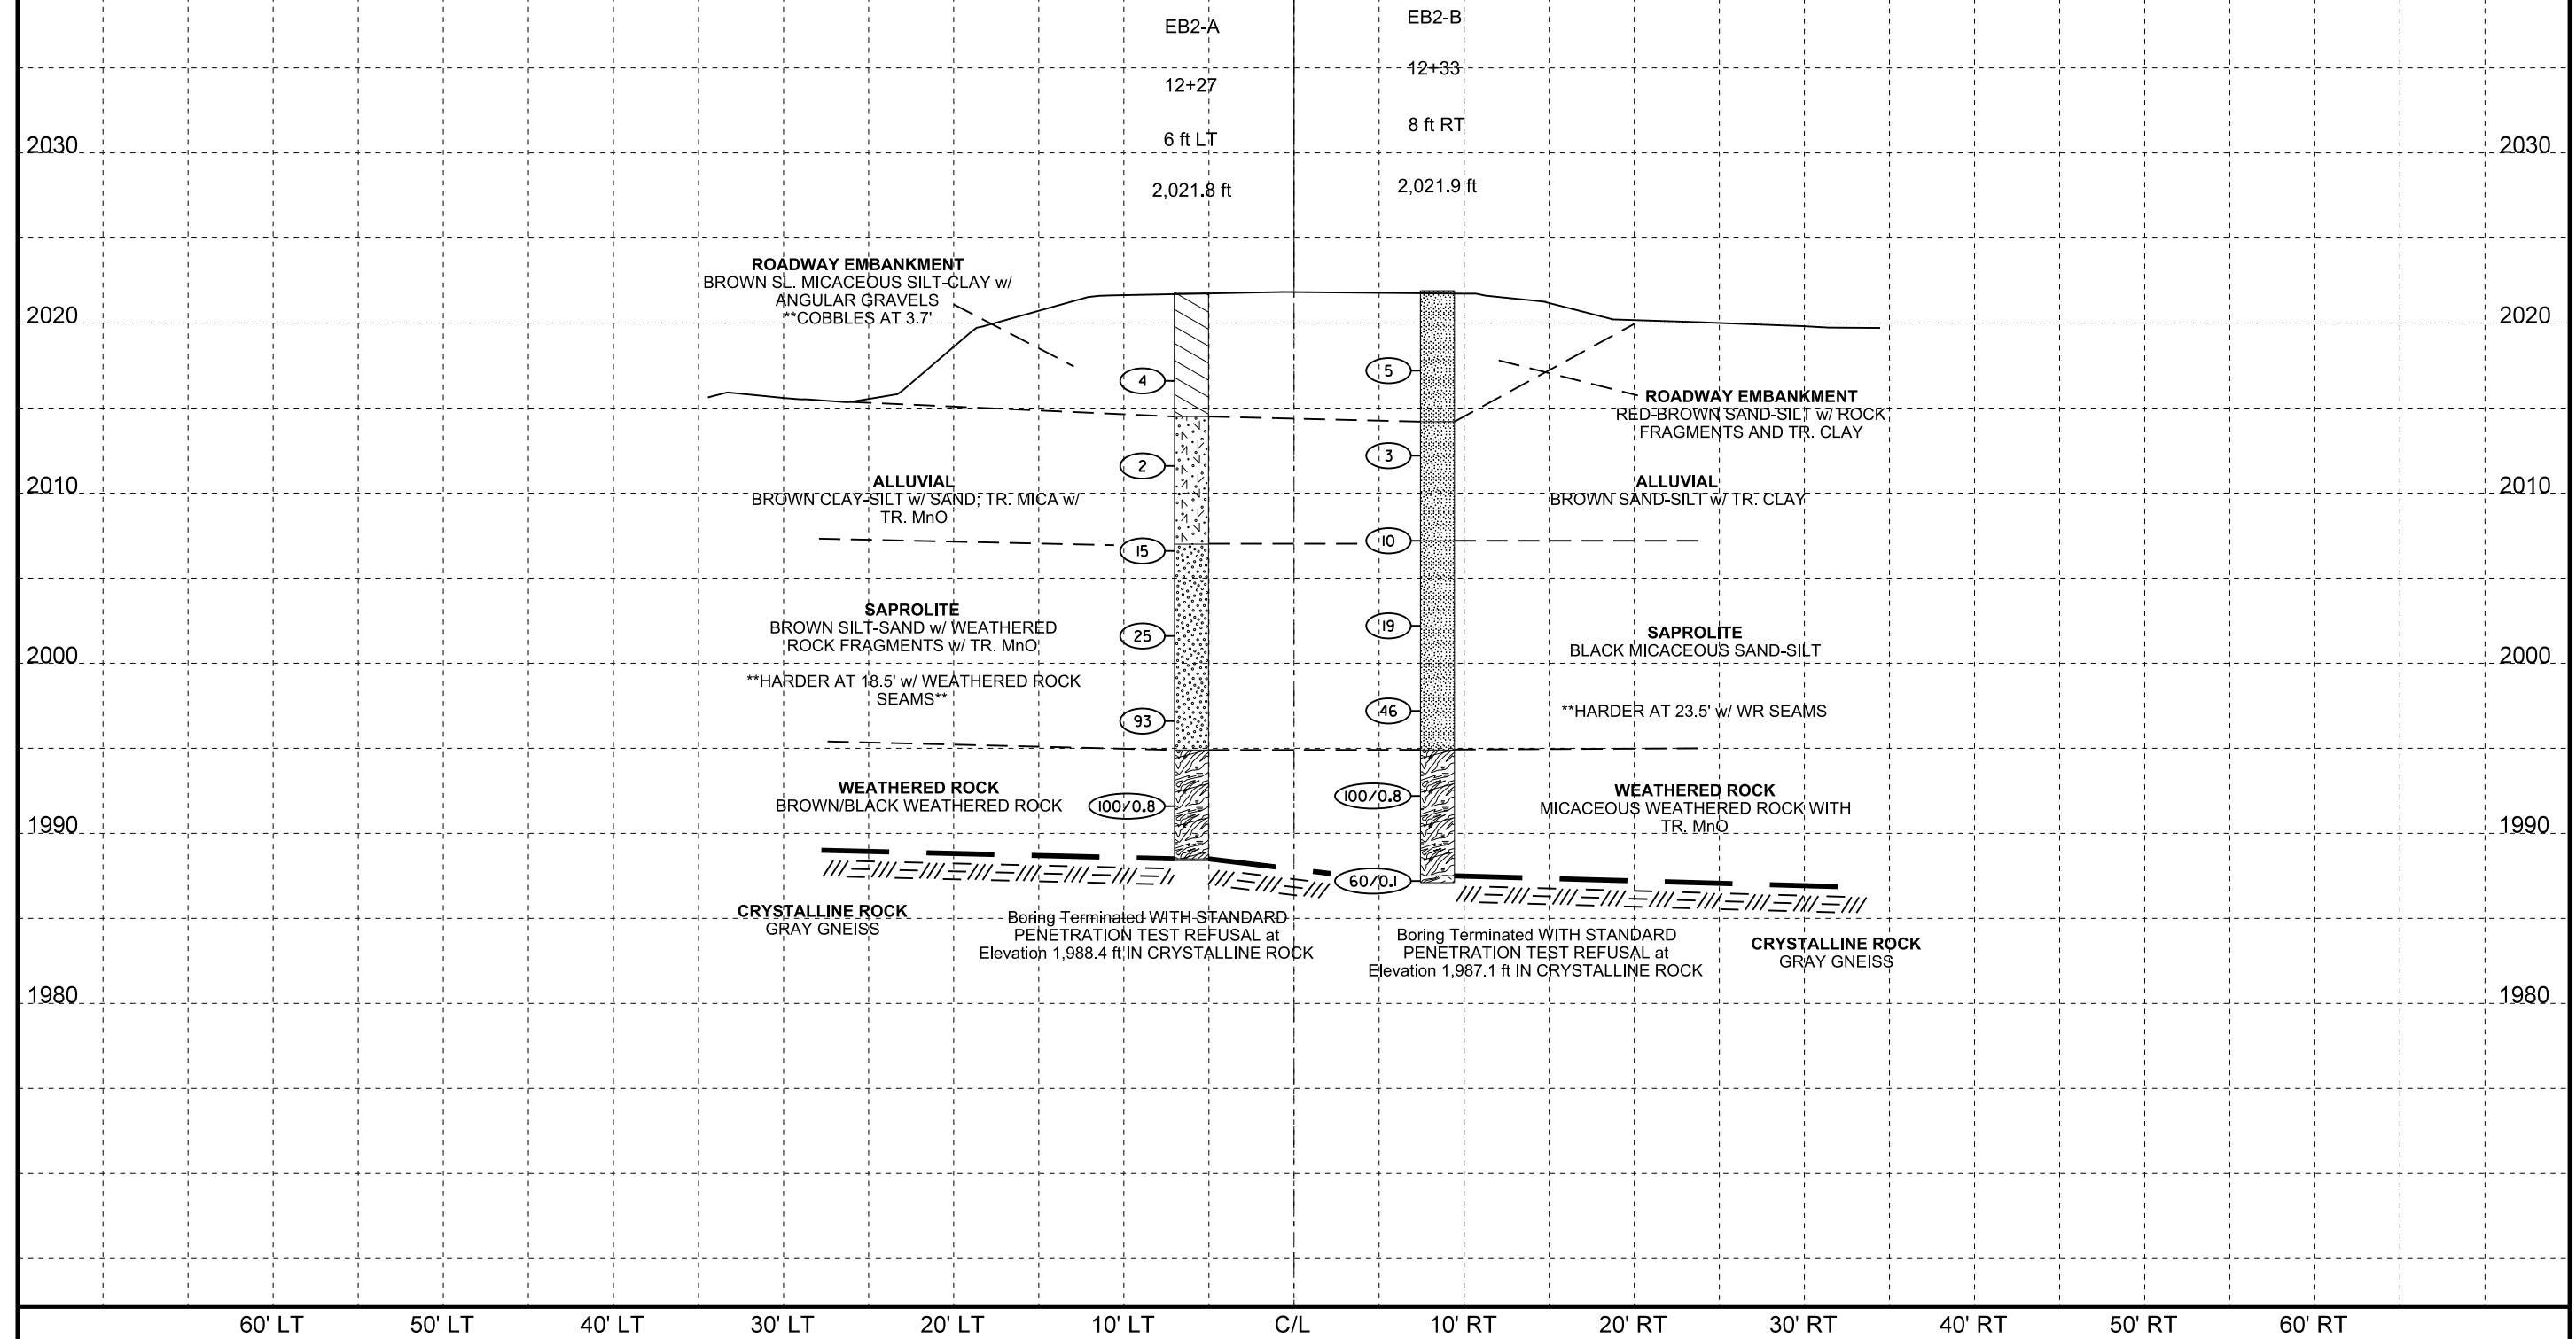 EB2-A
12+27
6 ft LT
2,021.8 ft
EB2-B
12+33
8 ft RT
2,021.9 ft
2030
2030
2020
2020
2010
2010
2000
2000
1990
1990
1980
1980
ROADWAY EMBANKMENT
BROWN SL. MICACEOUS SILT-CLAY w/
ANGULAR GRAVELS
**COBBLES AT 3.7'
ALLUVIAL
BROWN CLAY-SILT w/ SAND; TR. MICA w/
TR. MnO
SAPROLITE
BROWN SILT-SAND w/ WEATHERED
ROCK FRAGMENTS w/ TR. MnO
**HARDER AT 18.5' w/ WEATHERED ROCK
SEAMS**
WEATHERED ROCK
BROWN/BLACK WEATHERED ROCK
CRYSTALLINE ROCK
GRAY GNEISS
4
2
15
25
93
100/0.8
Boring Terminated WITH STANDARD
PENETRATION TEST REFUSAL at
Elevation 1,988.4 ft IN CRYSTALLINE ROCK
5
3
10
19
46
100/0.8
60/0.1
Boring Terminated WITH STANDARD
PENETRATION TEST REFUSAL at
Elevation 1,987.1 ft IN CRYSTALLINE ROCK
ROADWAY EMBANKMENT
RED-BROWN SAND-SILT w/ ROCK
FRAGMENTS AND TR. CLAY
ALLUVIAL
BROWN SAND-SILT w/ TR. CLAY
SAPROLITE
BLACK MICACEOUS SAND-SILT
**HARDER AT 23.5' w/ WR SEAMS
WEATHERED ROCK
MICACEOUS WEATHERED ROCK WITH
TR. MnO
CRYSTALLINE ROCK
GRAY GNEISS
60' LT
50' LT
40' LT
30' LT
20' LT
10' LT
C/L
10' RT
20' RT
30' RT
40' RT
50' RT
60' RT